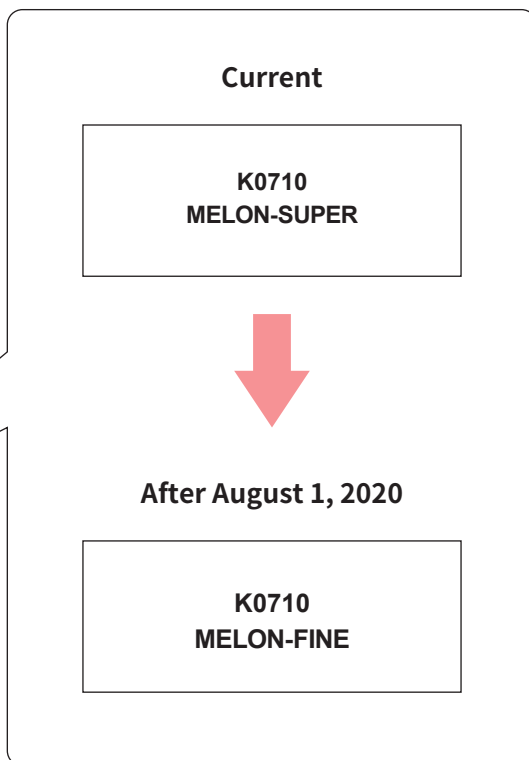 Current
K0710
MELON-SUPER
After August 1, 2020
K0710
MELON-FINE